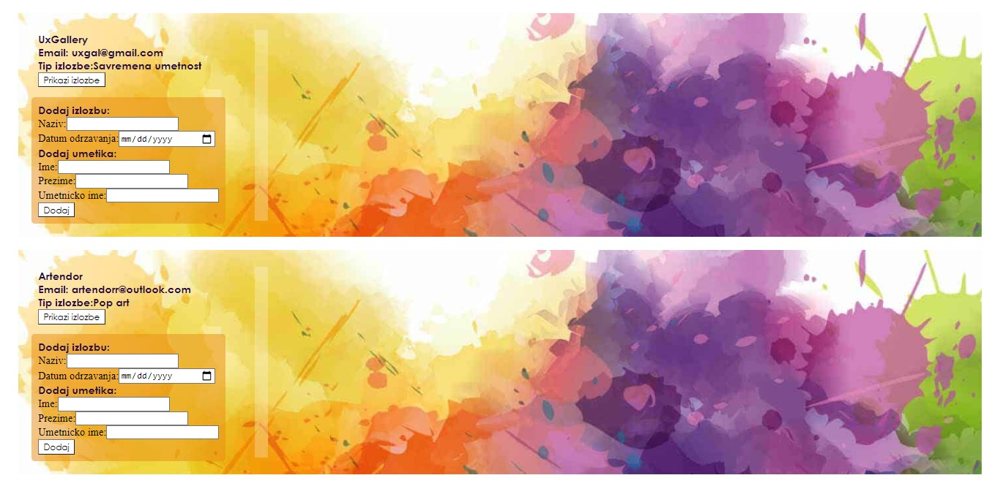 UxGallery
Email: uxgal@gmail.com
Tip izlozbe:Savremena umetnost
Prikazi izlozbe
Dodaj izlozbu:
Naziv:
Datum odrzavanja: mm/dd/yyyy
Dodaj umetika:
Ime:
Prezime:
Umetnicko ime:
Dodaj
Artendor
Email: artendorr@outlook.com
Tip izlozbe:Pop art
Prikazi izlozbe
Dodaj izlozbu:
Naziv:
Datum odrzavanja: mm/dd/yyyy
Dodaj umetika:
Ime:
Prezime:
Umetnicko ime:
Dodaj